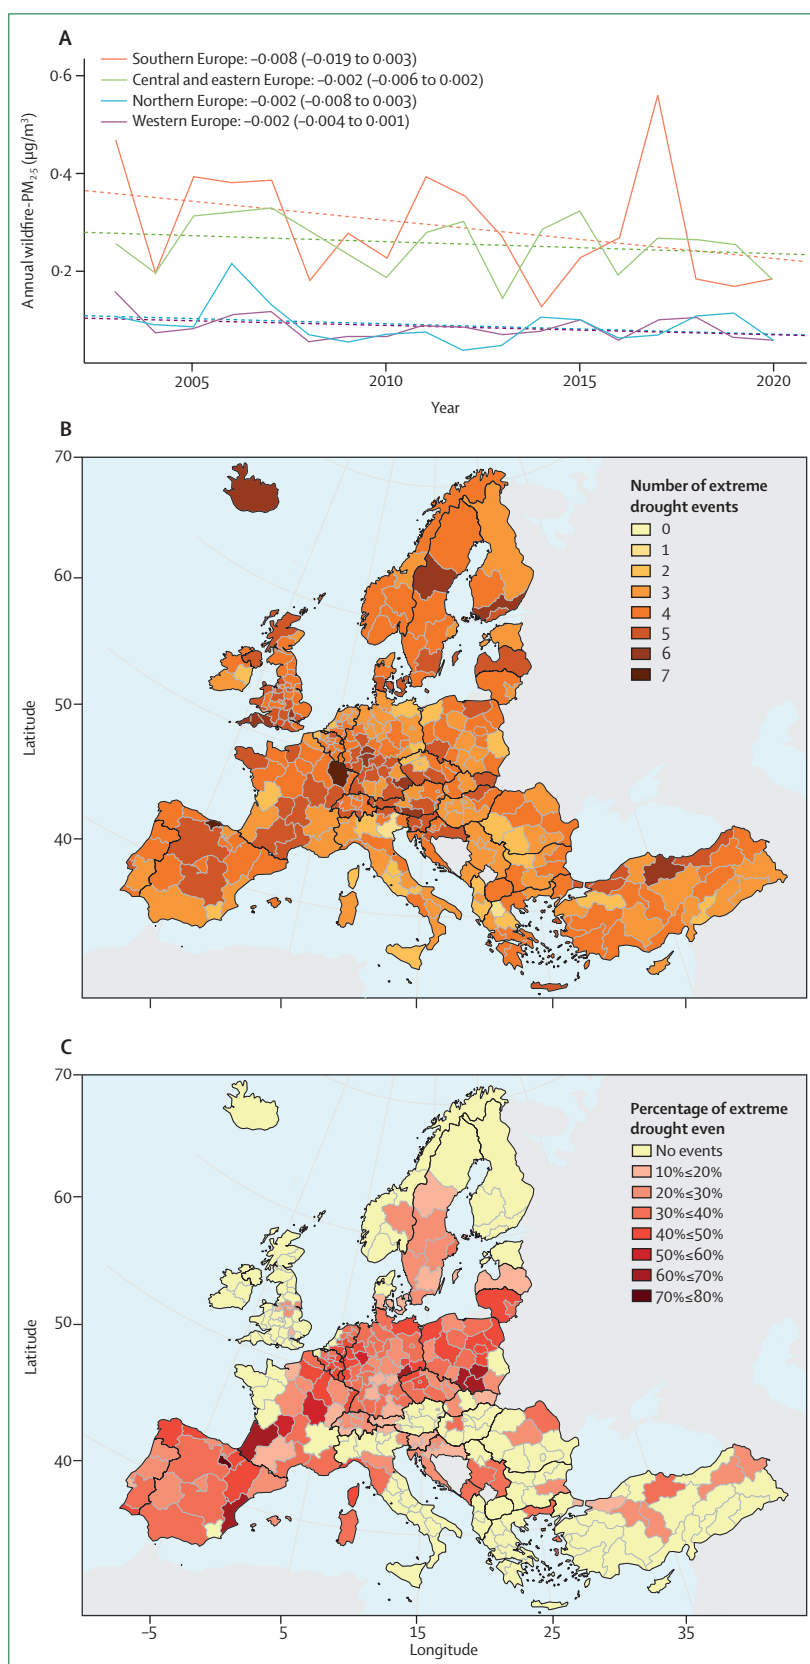 A
Southern Europe: –0·008 (–0·019 to 0·003)
Central and eastern Europe: –0·002 (–0·006 to 0·002)
Northern Europe: –0·002 (–0·008 to 0·003)
Western Europe: –0·002 (–0·004 to 0·001)
0·6
0·4
0·2
Annual wildfire-PM2·5 (μg/m³)
2005
2010
2015
2020
Year
B
70
60
50
40
Latitude
Number of extreme
drought events
0
1
2
3
4
5
6
7
C
70
60
50
40
Latitude
Percentage of extreme
drought even
No events
10%≤20%
20%≤30%
30%≤40%
40%≤50%
50%≤60%
60%≤70%
70%≤80%
–5
5
15
25
35
Longitude